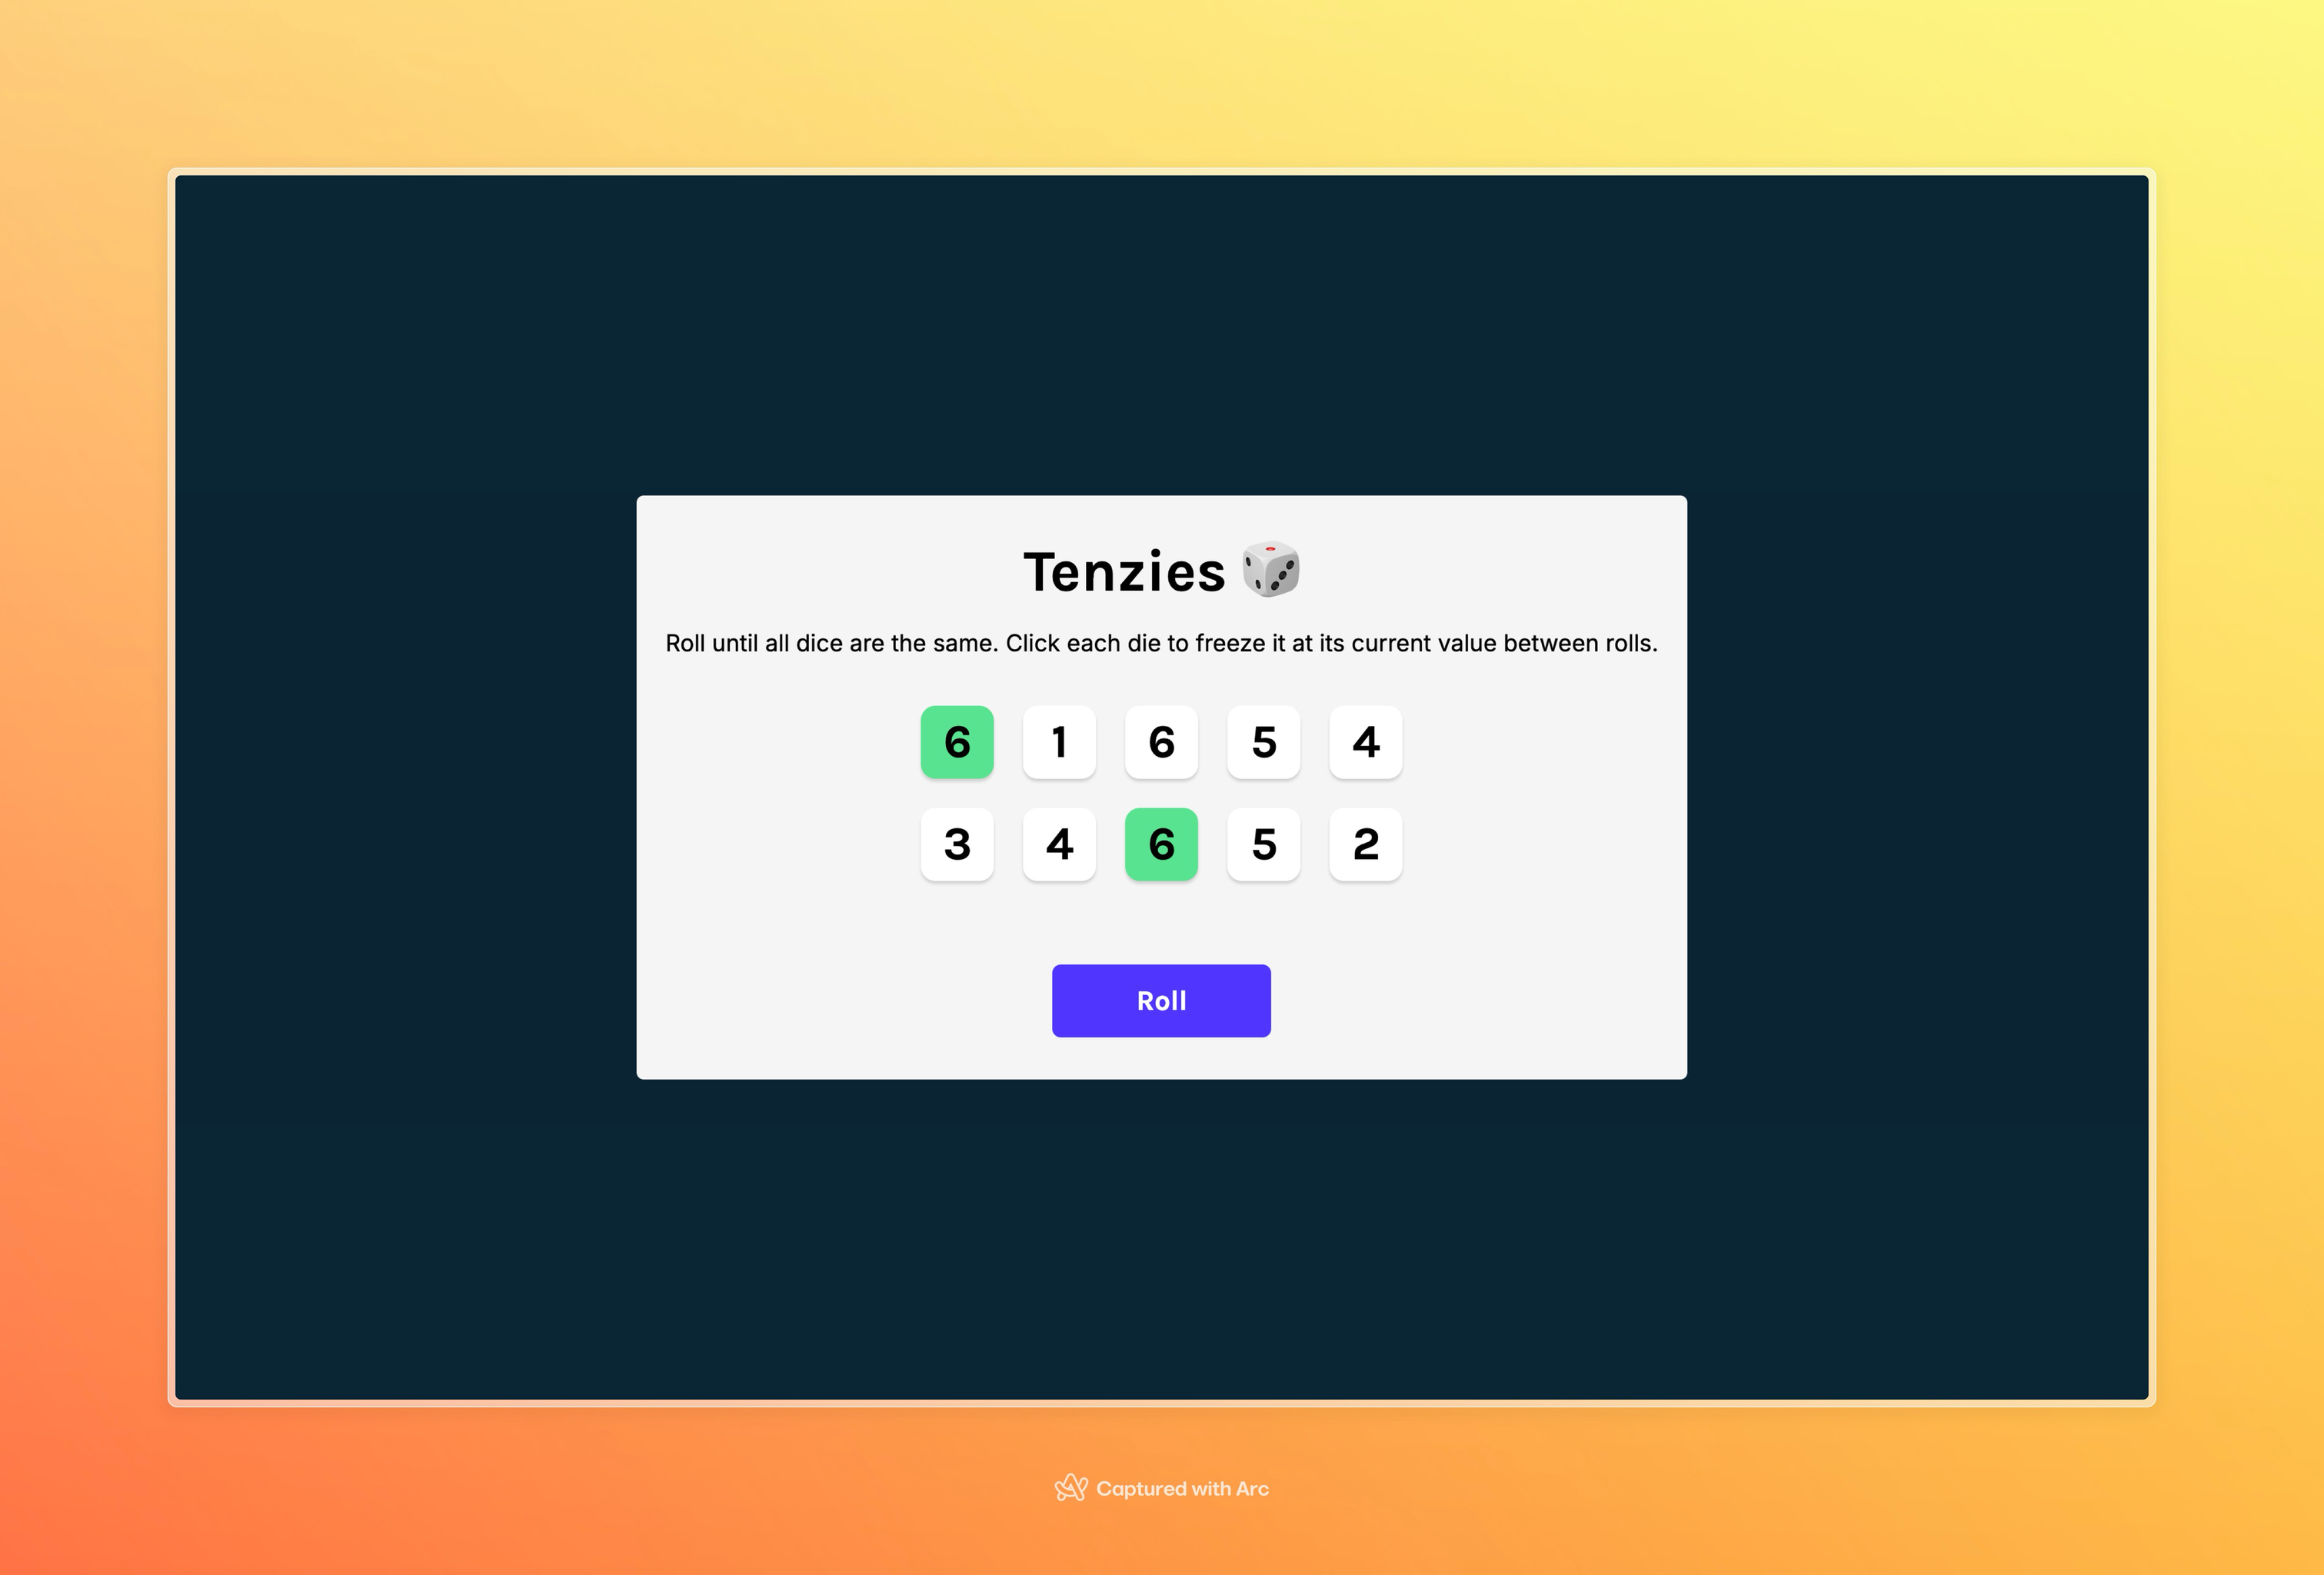 Tenzies
Roll until all dice are the same. Click each die to freeze it at its current value between rolls.
6 1 6 5 4
3 4 6 5 2
Roll
Captured with Arc